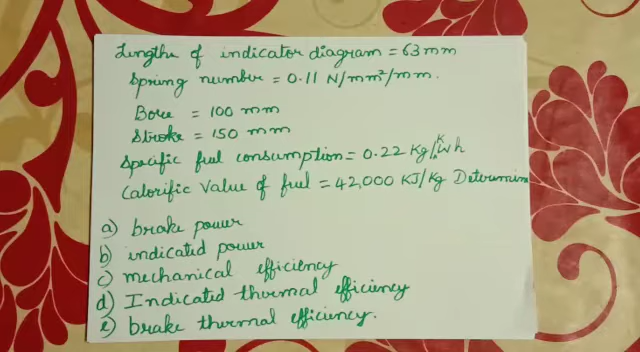 Length of indicator diagram = 63 mm
Spring number = 0.11 N/mm²/mm.
Bore = 100 mm
Stroke = 150 mm
Specific fuel consumption = 0.22 Kg/Kwh
Calorific Value of fuel = 42,000 KJ/Kg Determine
a) brake power
b) indicated power
c) mechanical efficiency
d) Indicated thermal efficiency
e) brake thermal efficiency.